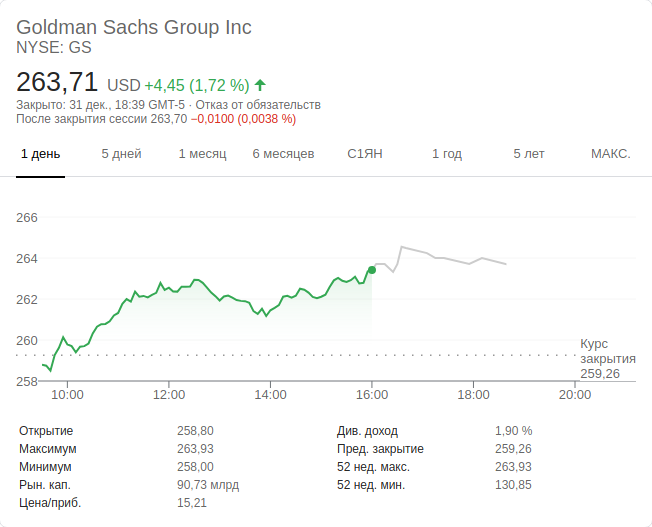 Goldman Sachs Group Inc
NYSE: GS
263,71 USD +4,45 (1,72 %)
Закрыто: 31 дек., 18:39 GMT-5 · Отказ от обязательств
После закрытия сессии 263,70 −0,0100 (0,0038 %)
1 день 5 дней 1 месяц 6 месяцев С1ЯН 1 год 5 лет МАКС.
266
264
262
260
258
Курс
закрытия
259,26
10:00 12:00 14:00 16:00 18:00 20:00
Открытие 258,80 Див. доход 1,90 %
Максимум 263,93 Пред. закрытие 259,26
Минимум 258,00 52 нед. макс. 263,93
Рын. кап. 90,73 млрд 52 нед. мин. 130,85
Цена/приб. 15,21